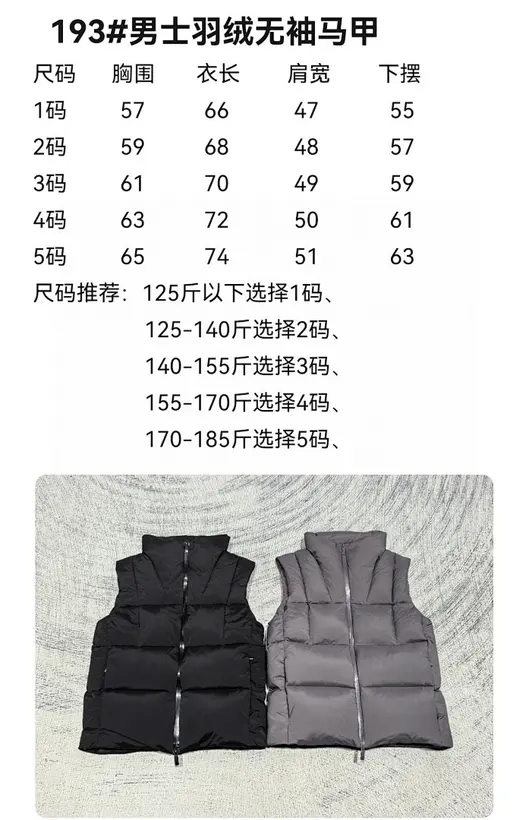 193#男士羽绒无袖马甲
尺码 胸围 衣长 肩宽 下摆
1码 57 66 47 55
2码 59 68 48 57
3码 61 70 49 59
4码 63 72 50 61
5码 65 74 51 63
尺码推荐：125斤以下选择1码、
125-140斤选择2码、
140-155斤选择3码、
155-170斤选择4码、
170-185斤选择5码、